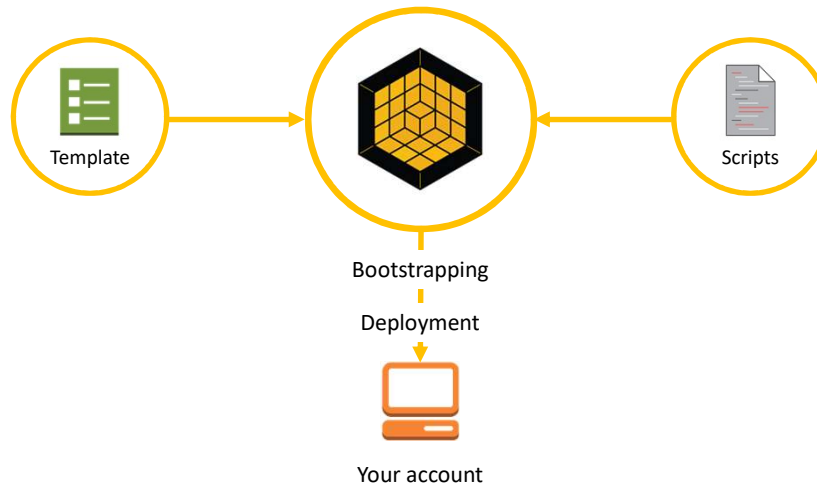 Template
Scripts
Bootstrapping
Deployment
Your account